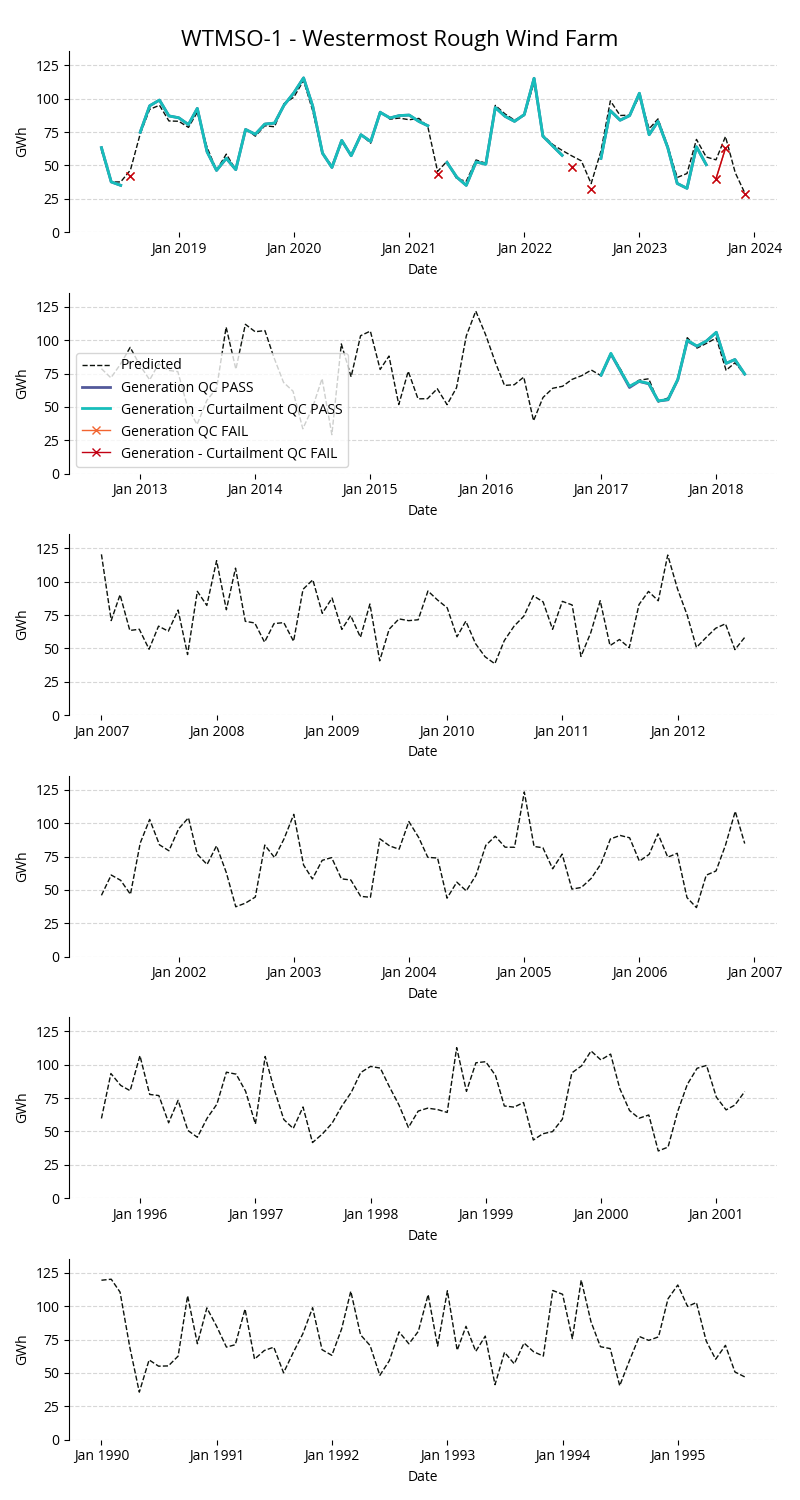 WTMSO-1 - Westermost Rough Wind Farm
125
100
75
50
25
0
GWh
Jan 2019 Jan 2020 Jan 2021 Jan 2022 Jan 2023 Jan 2024
Date
125
100
75
50
25
0
GWh
Predicted
Generation QC PASS
Generation - Curtailment QC PASS
Generation QC FAIL
Generation - Curtailment QC FAIL
Jan 2013 Jan 2014 Jan 2015 Jan 2016 Jan 2017 Jan 2018
Date
125
100
75
50
25
0
GWh
Jan 2007 Jan 2008 Jan 2009 Jan 2010 Jan 2011 Jan 2012
Date
125
100
75
50
25
0
GWh
Jan 2002 Jan 2003 Jan 2004 Jan 2005 Jan 2006 Jan 2007
Date
125
100
75
50
25
0
GWh
Jan 1996 Jan 1997 Jan 1998 Jan 1999 Jan 2000 Jan 2001
Date
125
100
75
50
25
0
GWh
Jan 1990 Jan 1991 Jan 1992 Jan 1993 Jan 1994 Jan 1995
Date